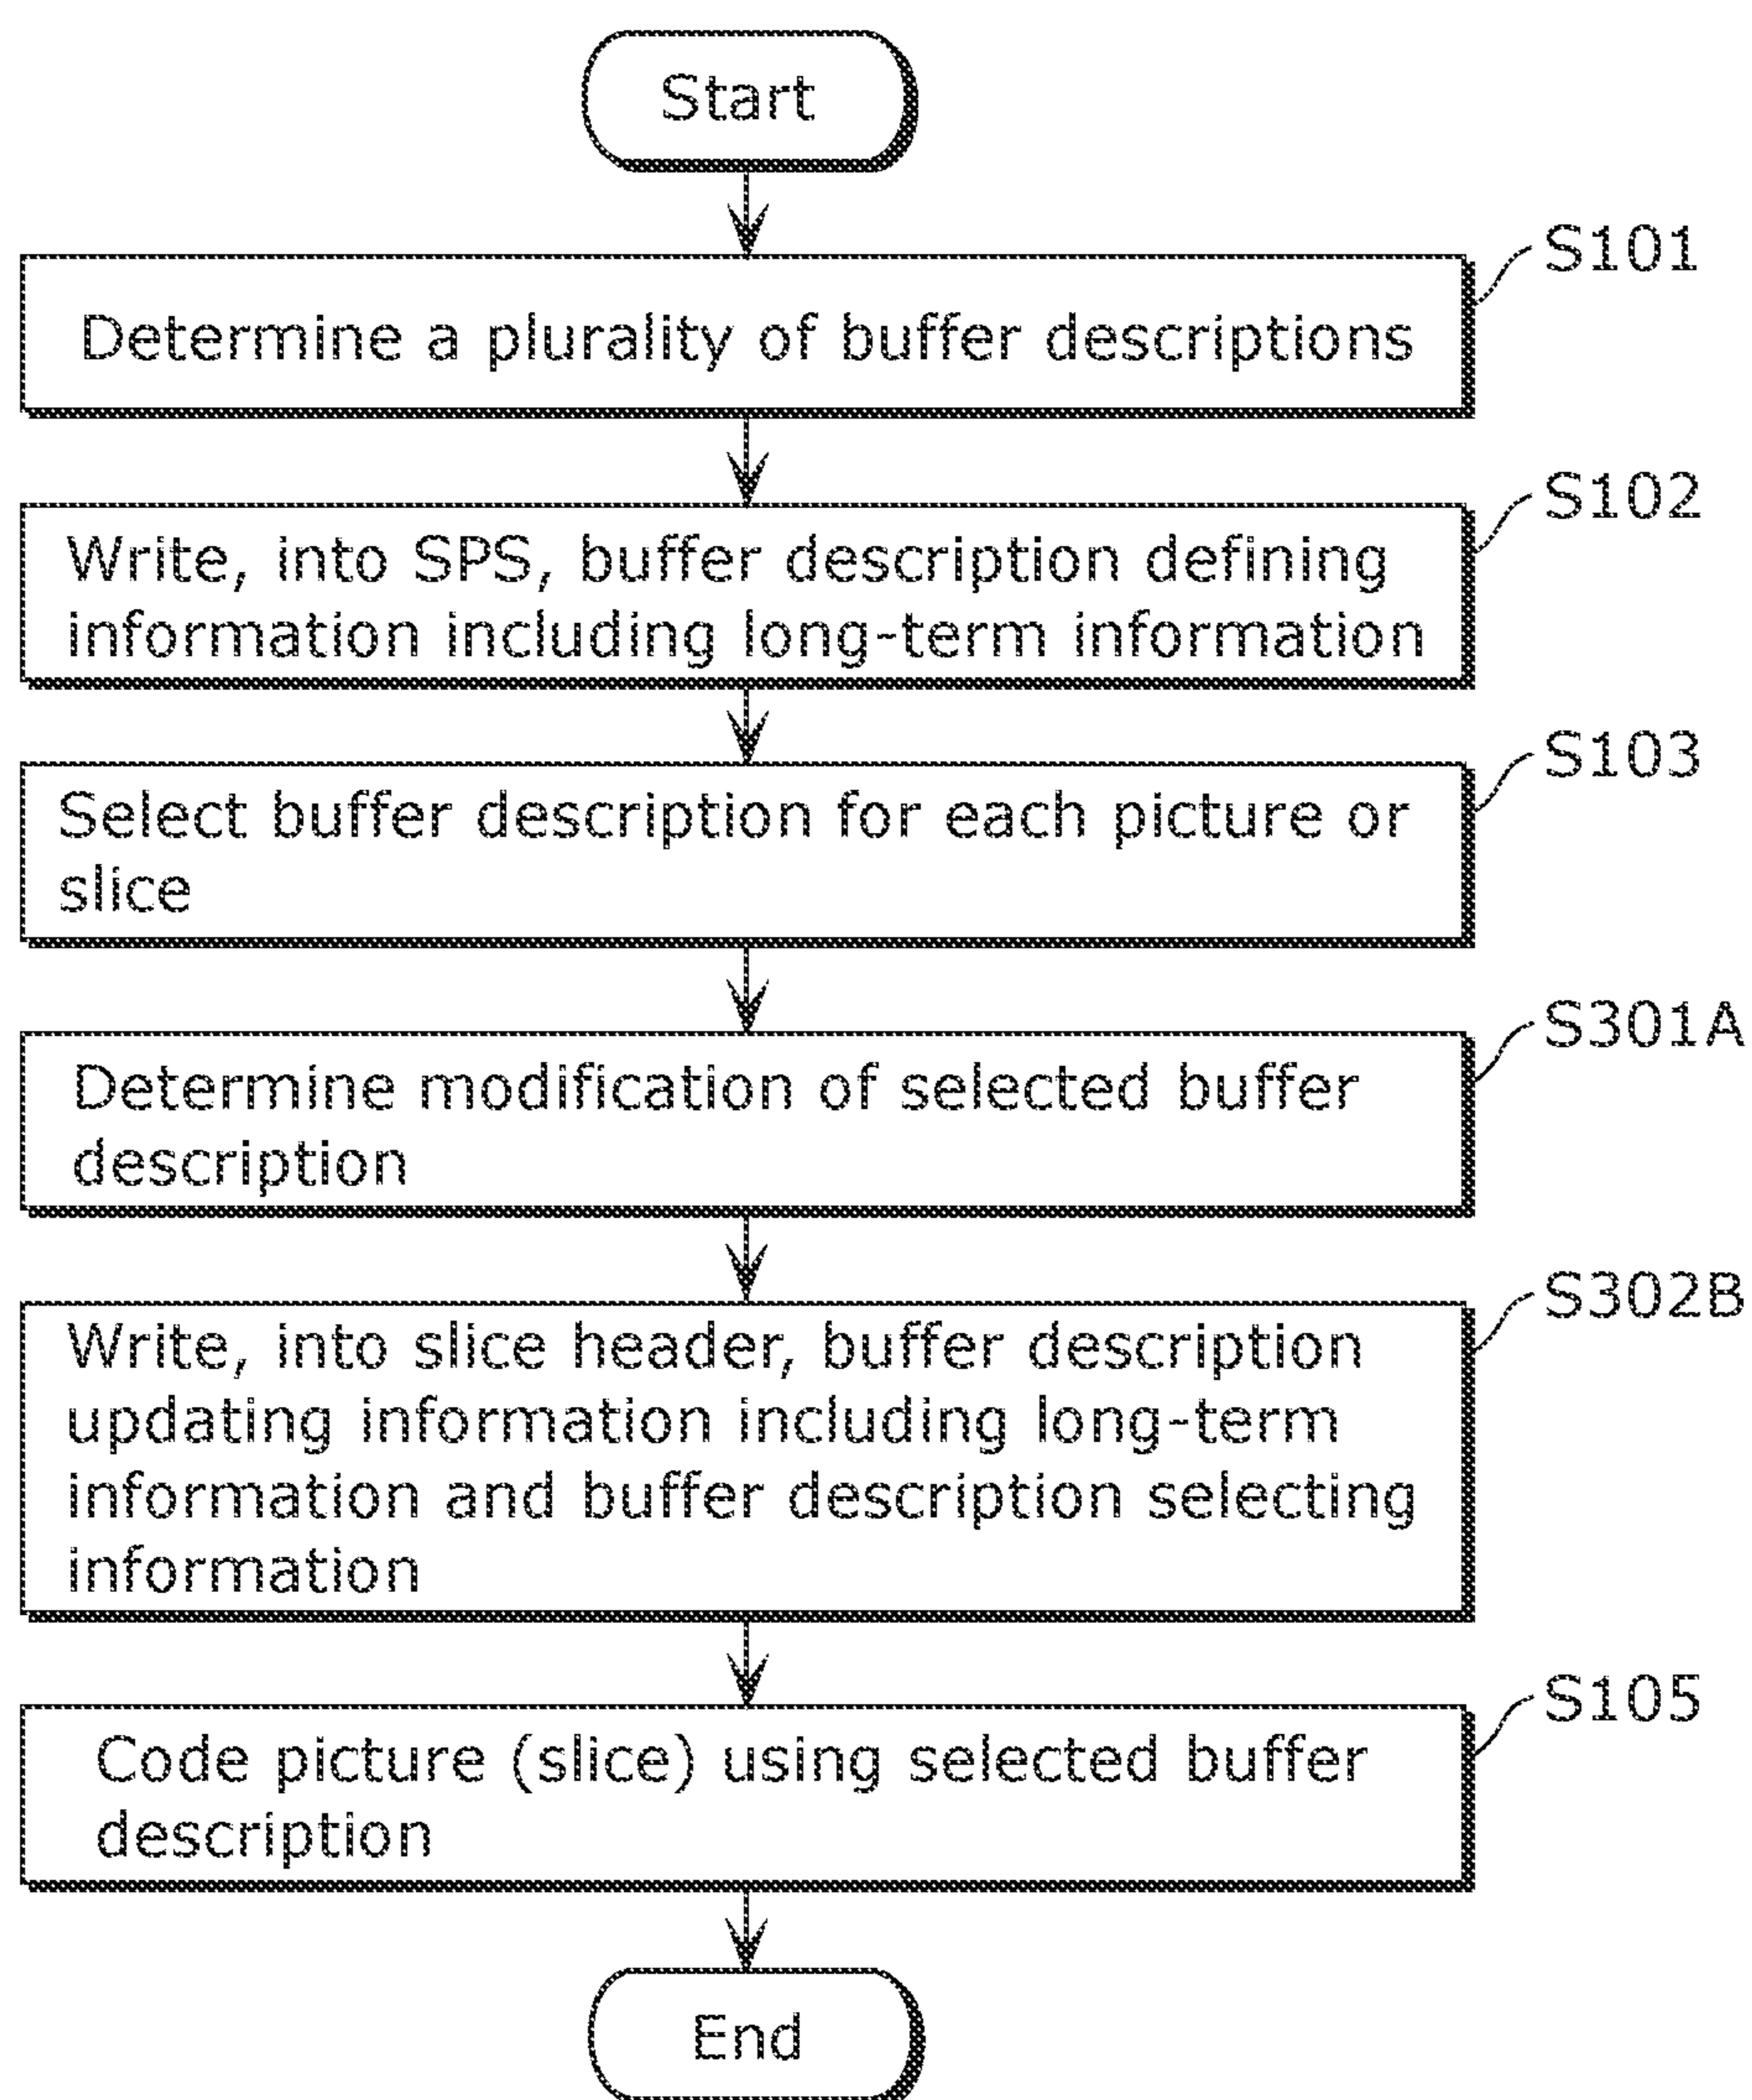 Start
S101
Determine a plurality of buffer descriptions
S102
Write, into SPS, buffer description defining
information including long-term information
S103
Select buffer description for each picture or
slice
S301A
Determine modification of selected buffer
description
S302B
Write, into slice header, buffer description
updating information including long-term
information and buffer description selecting
information
S105
Code picture (slice) using selected buffer
description
End